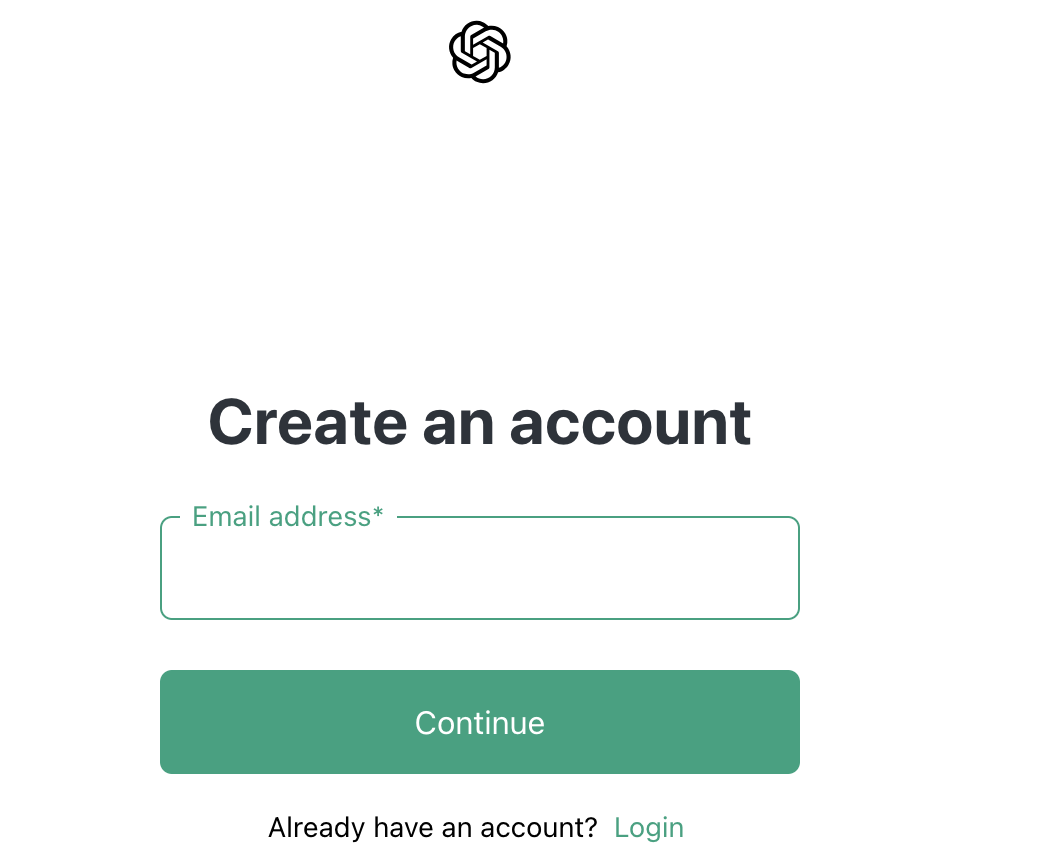 Create an account
Email address*
Continue
Already have an account? Login